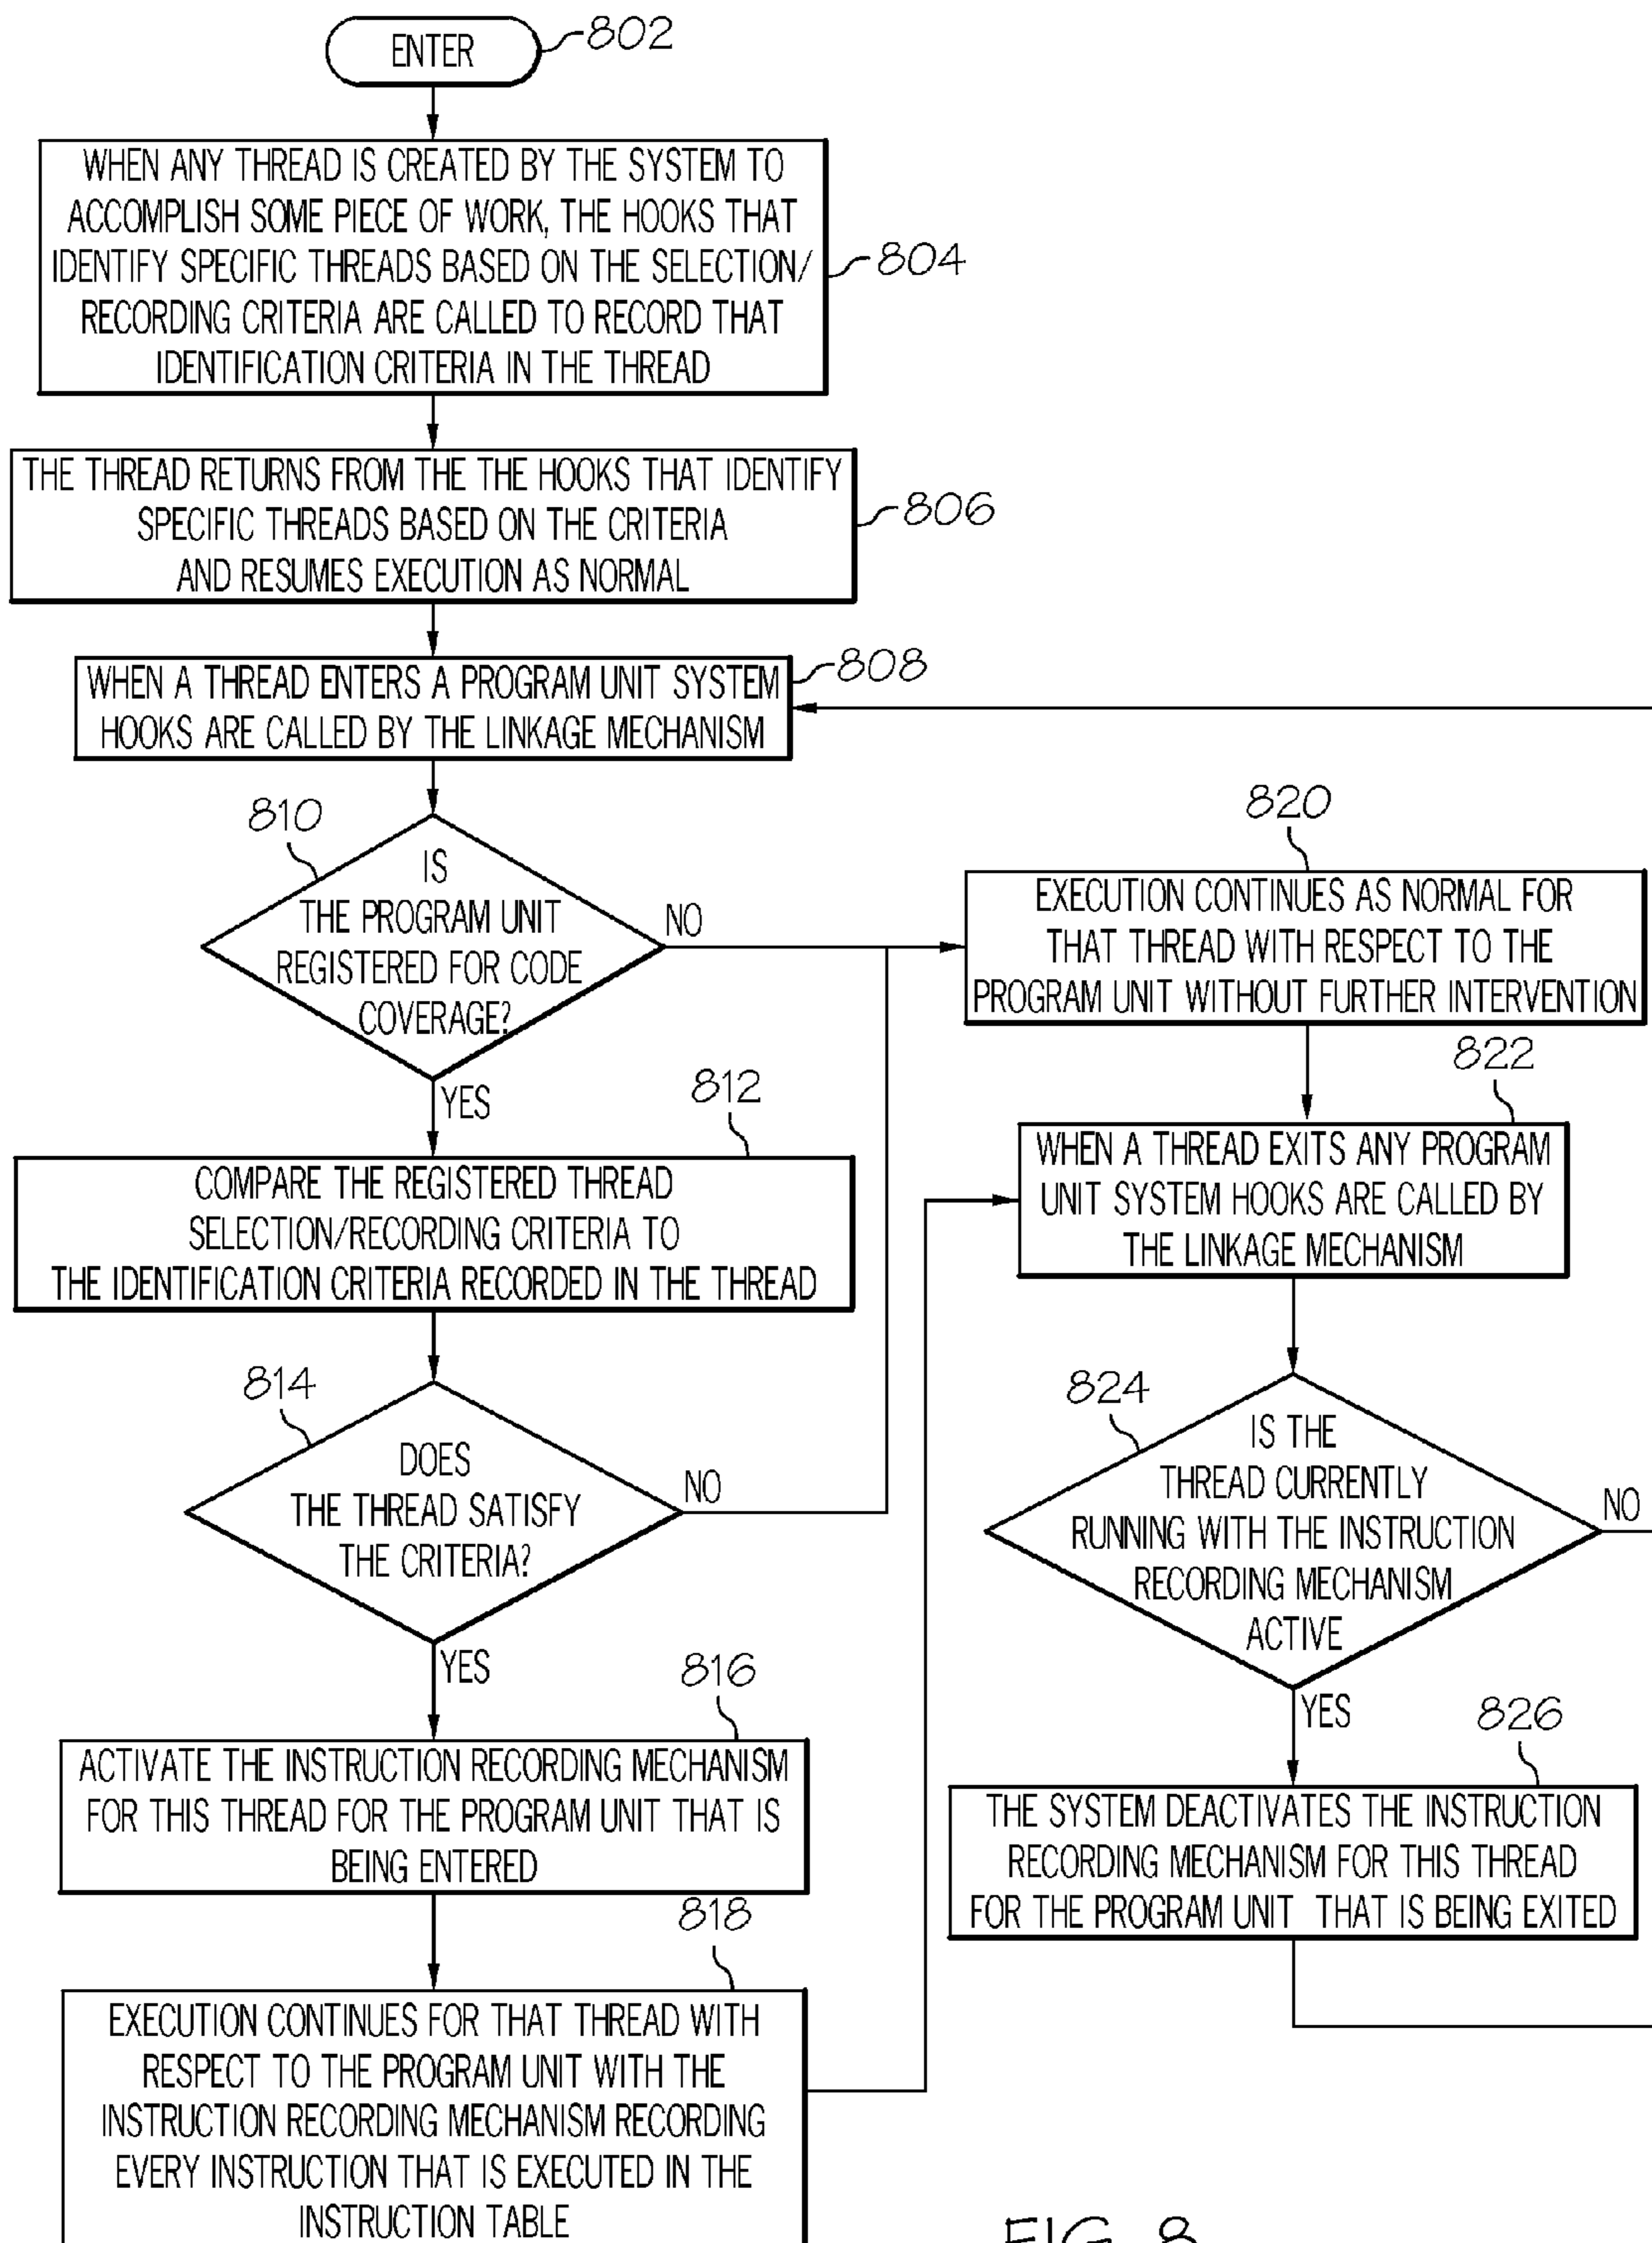 ENTER
802
WHEN ANY THREAD IS CREATED BY THE SYSTEM TO
ACCOMPLISH SOME PIECE OF WORK, THE HOOKS THAT
IDENTIFY SPECIFIC THREADS BASED ON THE SELECTION/
RECORDING CRITERIA ARE CALLED TO RECORD THAT
IDENTIFICATION CRITERIA IN THE THREAD
804
THE THREAD RETURNS FROM THE THE HOOKS THAT IDENTIFY
SPECIFIC THREADS BASED ON THE CRITERIA
AND RESUMES EXECUTION AS NORMAL
806
WHEN A THREAD ENTERS A PROGRAM UNIT SYSTEM
HOOKS ARE CALLED BY THE LINKAGE MECHANISM
808
810
IS
THE PROGRAM UNIT
REGISTERED FOR CODE
COVERAGE?
NO
YES
812
COMPARE THE REGISTERED THREAD
SELECTION/RECORDING CRITERIA TO
THE IDENTIFICATION CRITERIA RECORDED IN THE THREAD
814
DOES
THE THREAD SATISFY
THE CRITERIA?
NO
YES
816
ACTIVATE THE INSTRUCTION RECORDING MECHANISM
FOR THIS THREAD FOR THE PROGRAM UNIT THAT IS
BEING ENTERED
818
EXECUTION CONTINUES FOR THAT THREAD WITH
RESPECT TO THE PROGRAM UNIT WITH THE
INSTRUCTION RECORDING MECHANISM RECORDING
EVERY INSTRUCTION THAT IS EXECUTED IN THE
INSTRUCTION TABLE
820
EXECUTION CONTINUES AS NORMAL FOR
THAT THREAD WITH RESPECT TO THE
PROGRAM UNIT WITHOUT FURTHER INTERVENTION
822
WHEN A THREAD EXITS ANY PROGRAM
UNIT SYSTEM HOOKS ARE CALLED BY
THE LINKAGE MECHANISM
824
IS THE
THREAD CURRENTLY
RUNNING WITH THE INSTRUCTION
RECORDING MECHANISM
ACTIVE
NO
YES
826
THE SYSTEM DEACTIVATES THE INSTRUCTION
RECORDING MECHANISM FOR THIS THREAD
FOR THE PROGRAM UNIT THAT IS BEING EXITED
FIG. 8